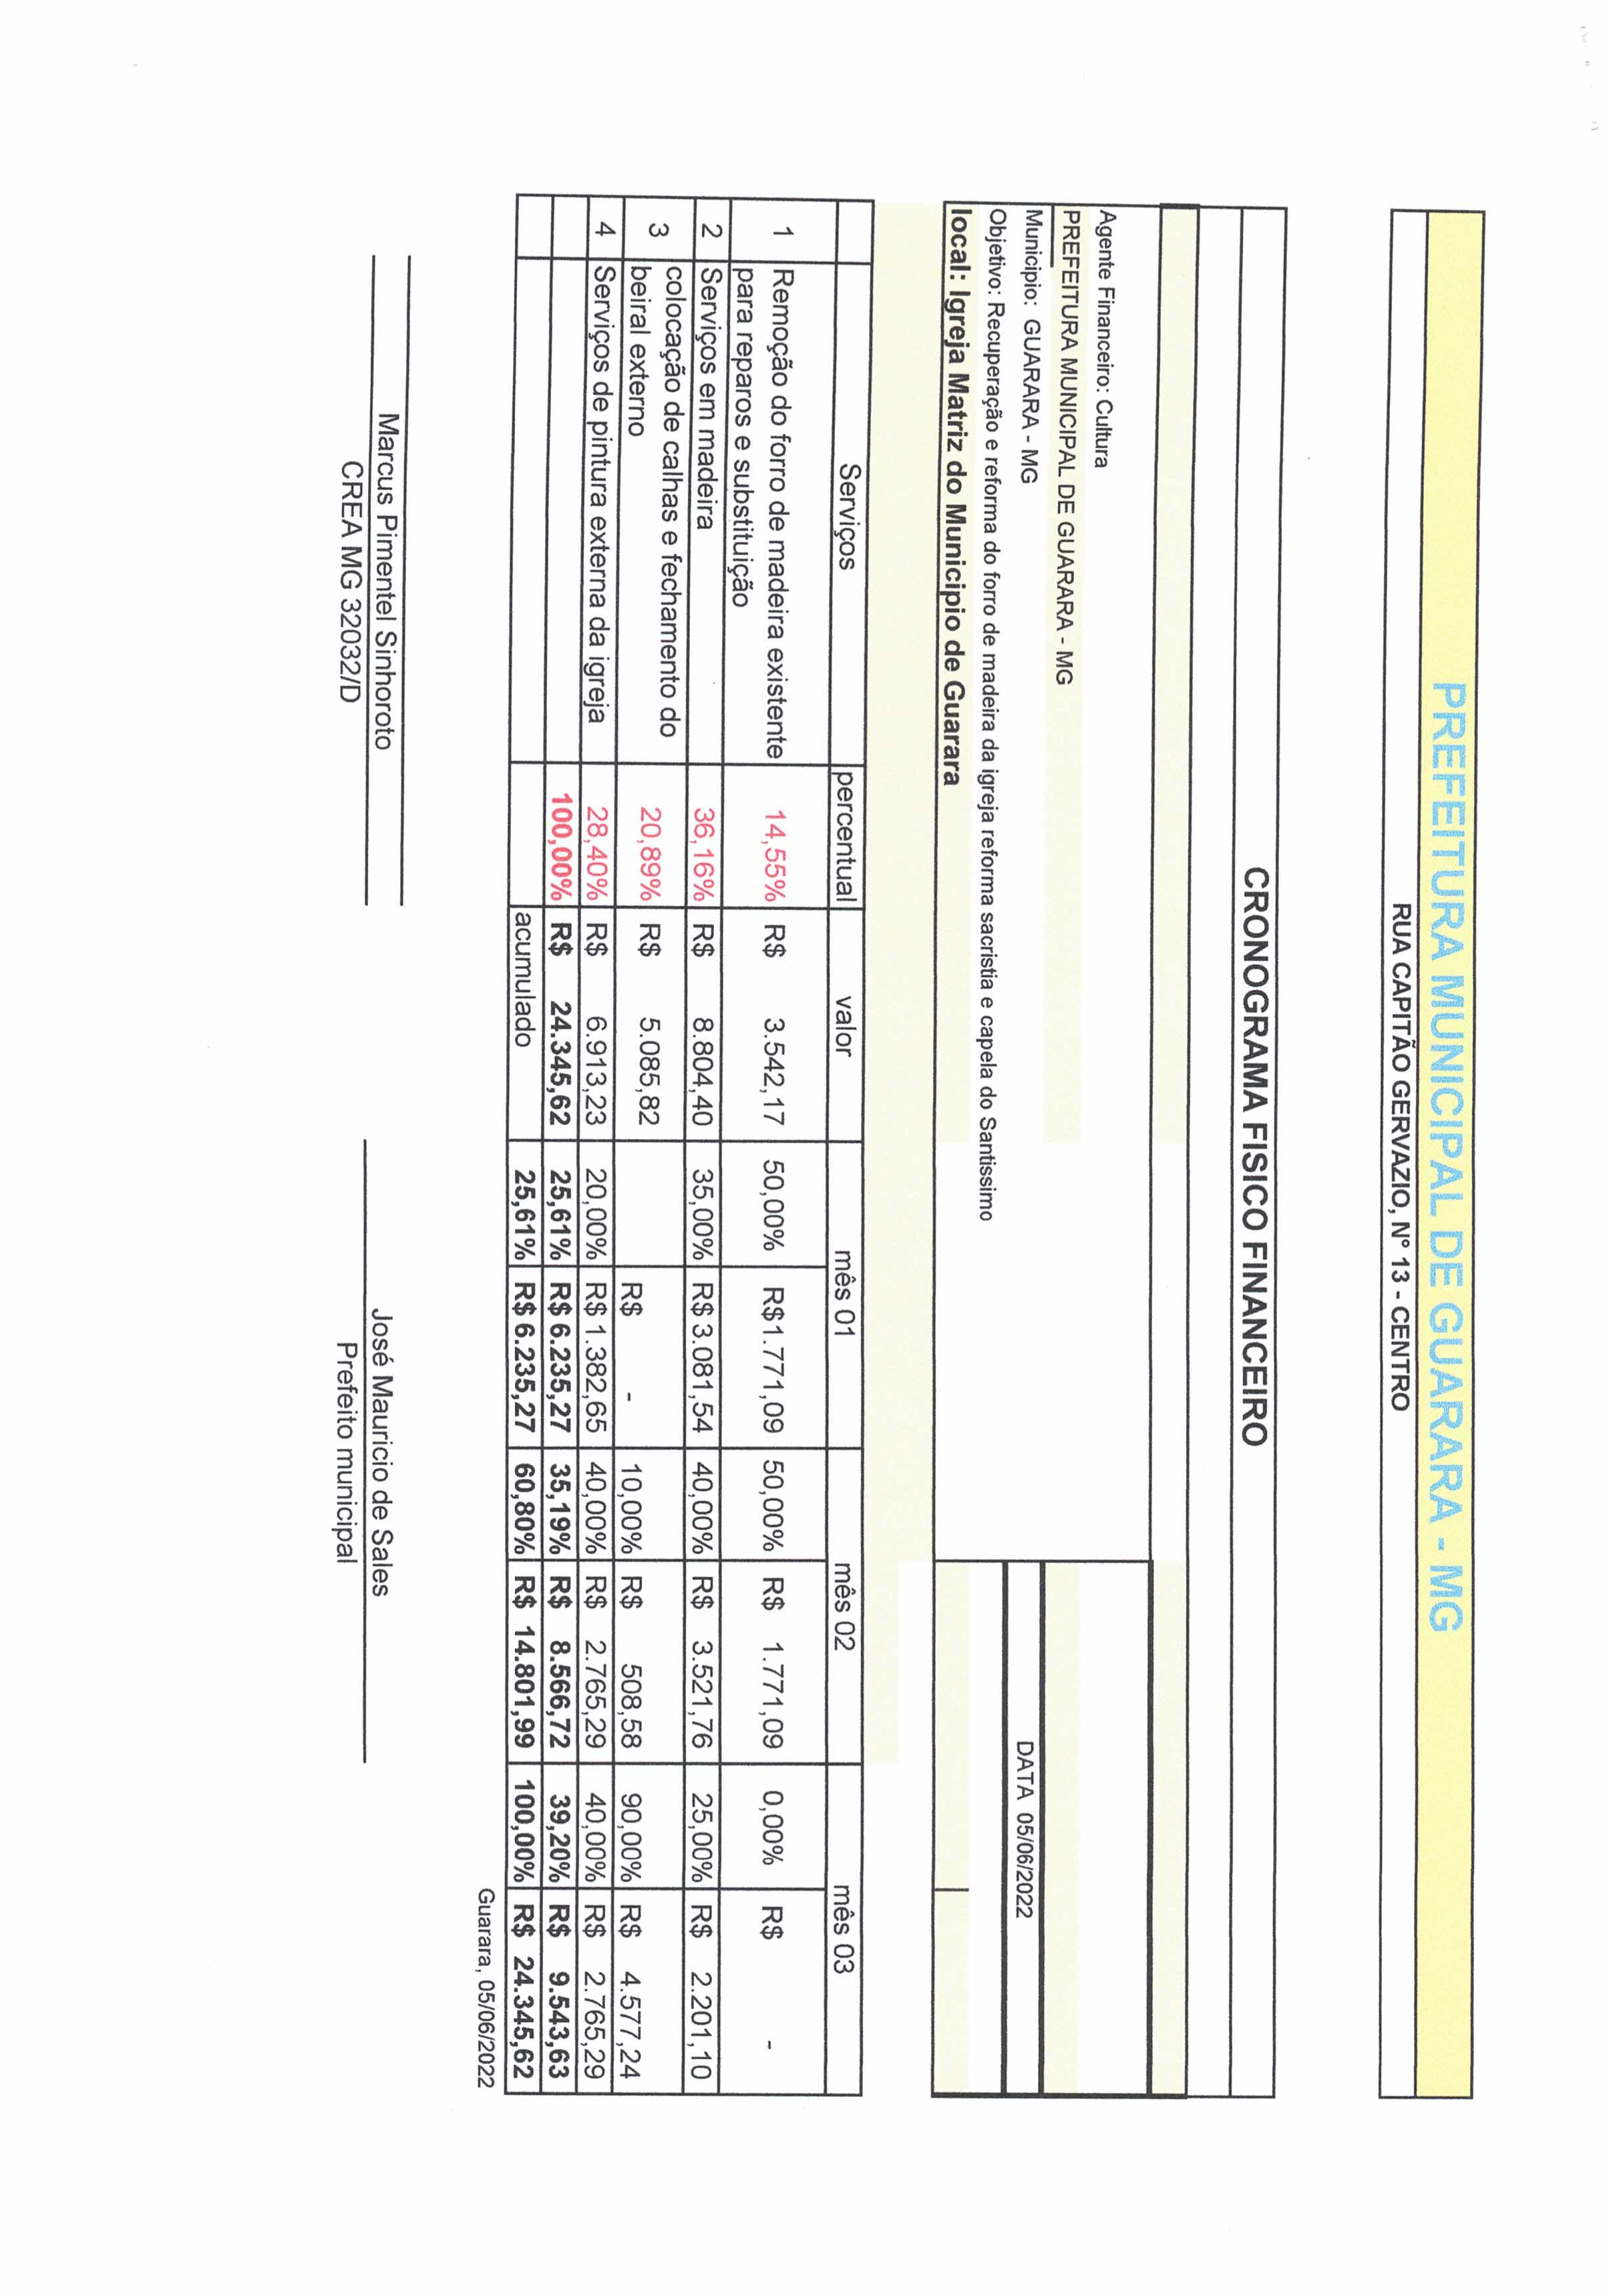 PREFEITURA MUNICIPAL DE GUARARA - MG
RUA CAPITÃO GERVAZIO, N° 13 - CENTRO
CRONOGRAMA FISICO FINANCEIRO
Agente Financeiro: Cultura
PREFEITURA MUNICIPAL DE GUARARA - MG
Municipio: GUARARA - MG
DATA 05/06/2022
Objetivo: Recuperação e reforma do forro de madeira da igreja reforma sacristia e capela do Santissimo
local: Igreja Matriz do Municipio de Guarara
Serviços percentual valor mês 01 mês 02 mês 03
1 Remoção do forro de madeira existente 14,55% R$ 3.542,17 50,00% R$1.771,09 50,00% R$ 1.771,09 0,00% R$ -
para reparos e substituição
2 Serviços em madeira 36,16% R$ 8.804,40 35,00% R$ 3.081,54 40,00% R$ 3.521,76 25,00% R$ 2.201,10
colocação de calhas e fechamento do
3 20,89% R$ 5.085,82
beiral externo R$ - 10,00% R$ 508,58 90,00% R$ 4.577,24
4 Serviços de pintura externa da igreja 28,40% R$ 6.913,23 20,00% R$ 1.382,65 40,00% R$ 2.765,29 40,00% R$ 2.765,29
100,00% R$ 24.345,62 25,61% R$ 6.235,27 35,19% R$ 8.566,72 39,20% R$ 9.543,63
acumulado 25,61% R$ 6.235,27 60,80% R$ 14.801,99 100,00% R$ 24.345,62
Guarara, 05/06/2022
Marcus Pimentel Sinhoroto
CREA MG 32032/D
José Mauricio de Sales
Prefeito municipal